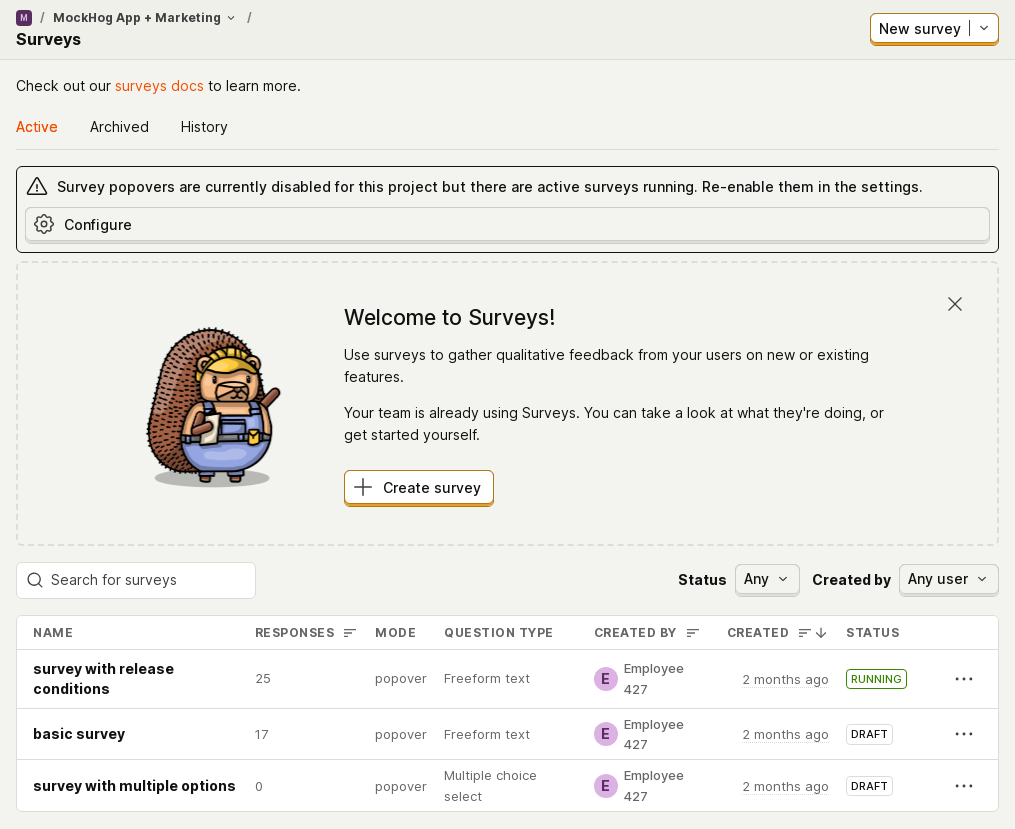 M / MockHog App + Marketing /
Surveys
New survey
Check out our surveys docs to learn more.
Active Archived History
Survey popovers are currently disabled for this project but there are active surveys running. Re-enable them in the settings.
Configure
Welcome to Surveys!
Use surveys to gather qualitative feedback from your users on new or existing
features.
Your team is already using Surveys. You can take a look at what they're doing, or
get started yourself.
Create survey
Search for surveys Status Any Created by Any user
NAME RESPONSES MODE QUESTION TYPE CREATED BY CREATED STATUS
survey with release
conditions
25 popover Freeform text E Employee
427
2 months ago RUNNING
basic survey 17 popover Freeform text E Employee
427
2 months ago DRAFT
survey with multiple options 0 popover Multiple choice
select
E Employee
427
2 months ago DRAFT